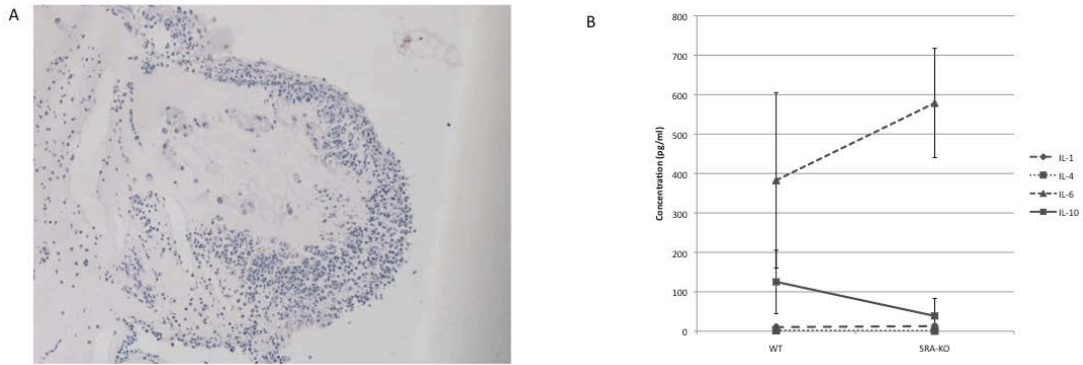 A
B
800
700
600
500
400
300
200
100
0
Concentration (pg/ml)
WT
SRA-KO
IL-1
IL-4
IL-6
IL-10